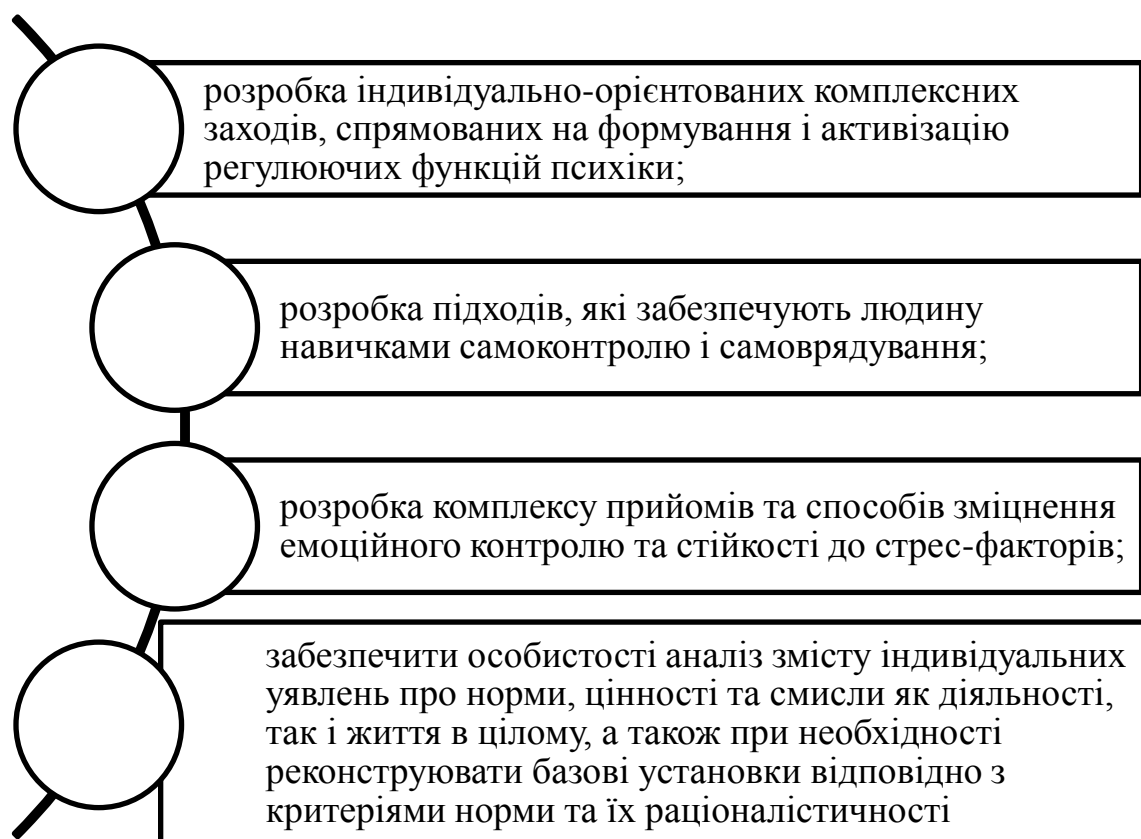 розробка індивідуально-орієнтованих комплексних
заходів, спрямованих на формування і активізацію
регулюючих функцій психіки;
розробка підходів, які забезпечують людину
навичками самоконтролю і самоврядування;
розробка комплексу прийомів та способів зміцнення
емоційного контролю та стійкості до стрес-факторів;
забезпечити особистості аналіз змісту індивідуальних
уявлень про норми, цінності та смисли як діяльності,
так і життя в цілому, а також при необхідності
реконструювати базові установки відповідно з
критеріями норми та їх раціоналістичності